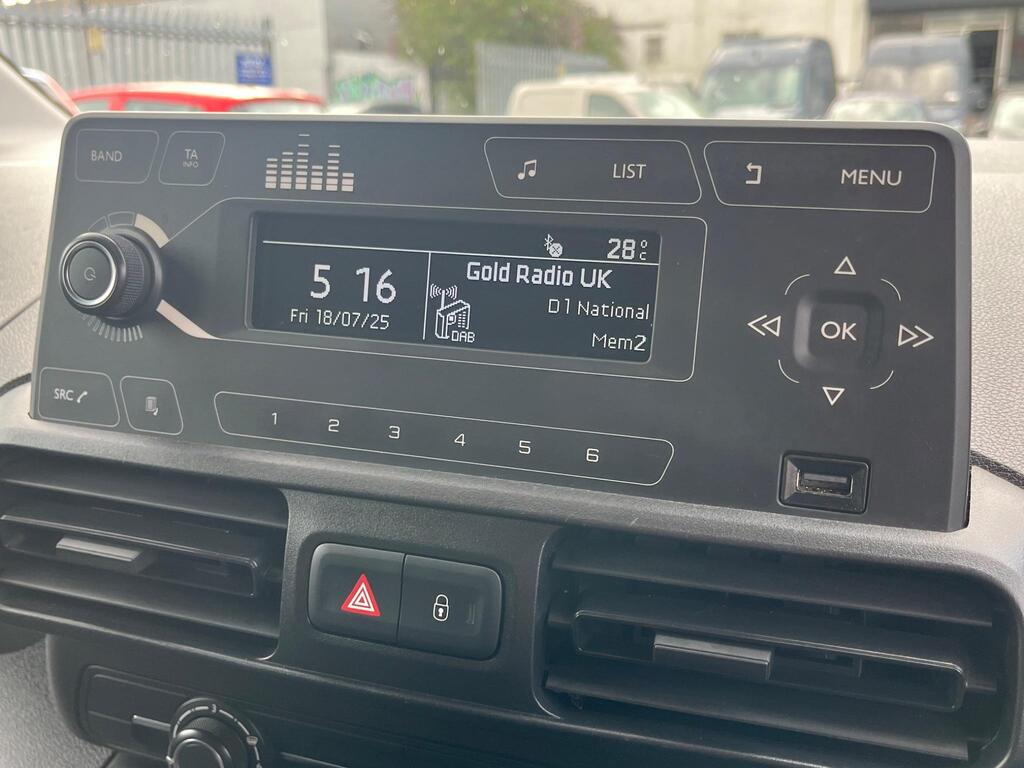 BAND
TA
INFO
LIST
MENU
28°C
5 16
Fri 18/07/25
Gold Radio UK
D1 National
Mem2
DAB
OK
SRC
1 2 3 4 5 6